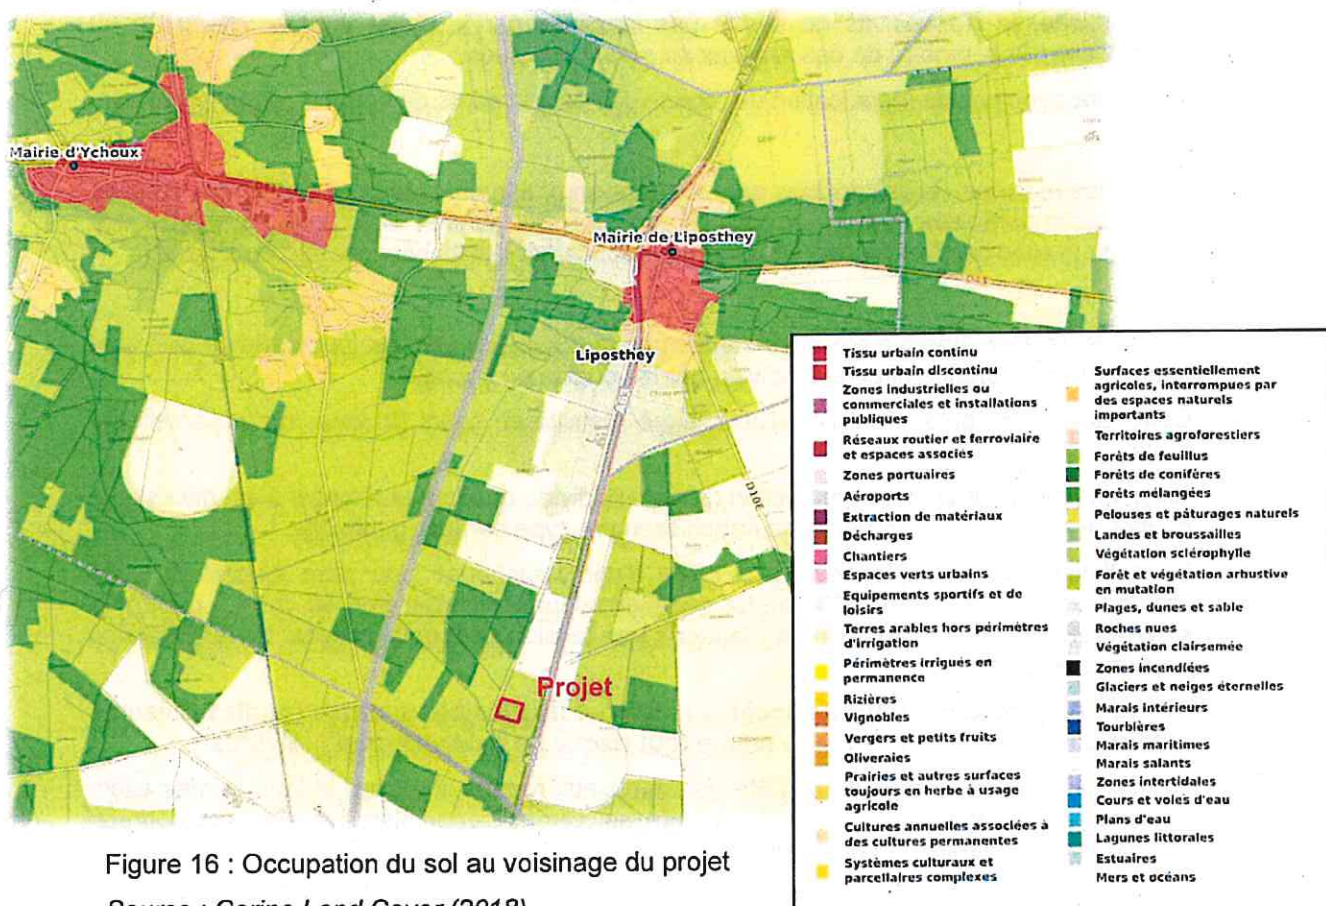 Mairie d'Ychoux
Mairie de Liposthey
D43
Liposthey
D10E
Projet
Tissu urbain continu
Tissu urbain discontinu
Zones industrielles ou
commerciales et installations
publiques
Réseaux routier et ferroviaire
et espaces associés
Zones portuaires
Aéroports
Extraction de matériaux
Décharges
Chantiers
Espaces verts urbains
Equipements sportifs et de
loisirs
Terres arables hors périmètres
d'irrigation
Périmètres irrigués en
permanence
Rizières
Vignobles
Vergers et petits fruits
Oliveraies
Prairies et autres surfaces
toujours en herbe à usage
agricole
Cultures annuelles associées à
des cultures permanentes
Systèmes culturaux et
parcellaires complexes
Surfaces essentiellement
agricoles, interrompues par
des espaces naturels
importants
Territoires agroforestiers
Forêts de feuillus
Forêts de conifères
Forêts mélangées
Pelouses et pâturages naturels
Landes et broussailles
Végétation sclérophylle
Forêt et végétation arbustive
en mutation
Plages, dunes et sable
Roches nues
Végétation clairsemée
Zones incendiées
Glaciers et neiges éternelles
Marais intérieurs
Tourbières
Marais maritimes
Marais salants
Zones intertidales
Cours et voies d'eau
Plans d'eau
Lagunes littorales
Estuaires
Mers et océans
Figure 16 : Occupation du sol au voisinage du projet
Source : Corine Land Cover (2018)